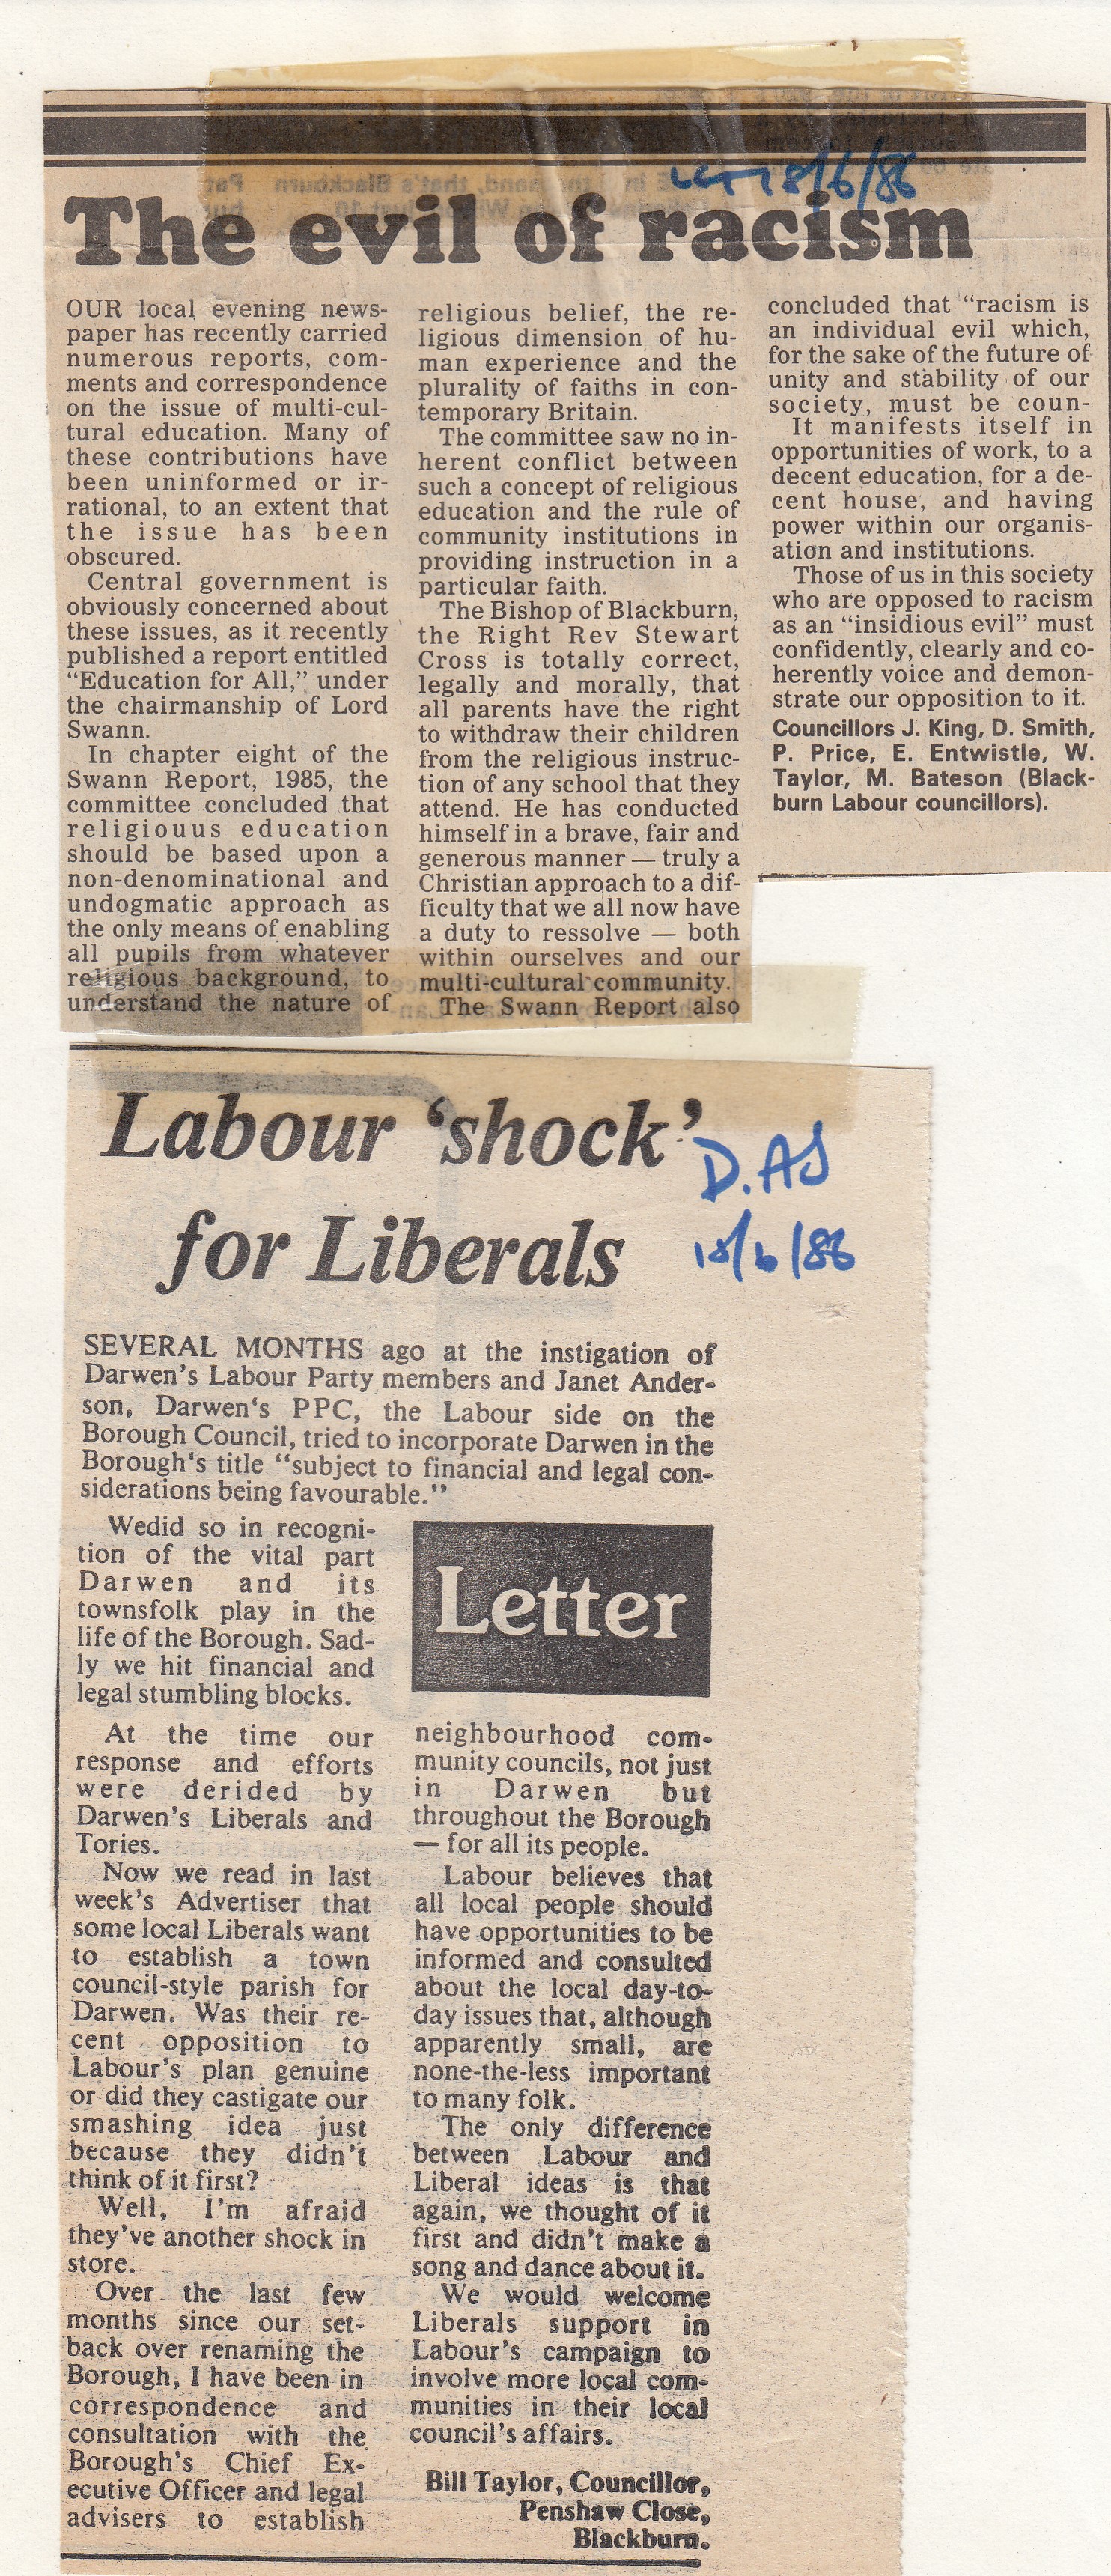 18/6/86
The evil of racism
OUR local evening news-
paper has recently carried
numerous reports, com-
ments and correspondence
on the issue of multi-cul-
tural education. Many of
these contributions have
been uninformed or ir-
rational, to an extent that
the issue has been
obscured.
Central government is
obviously concerned about
these issues, as it recently
published a report entitled
“Education for All,” under
the chairmanship of Lord
Swann.
In chapter eight of the
Swann Report, 1985, the
committee concluded that
religiouus education
should be based upon a
non-denominational and
undogmatic approach as
the only means of enabling
all pupils from whatever
religious background, to
understand the nature of
religious belief, the re-
ligious dimension of hu-
man experience and the
plurality of faiths in con-
temporary Britain.
The committee saw no in-
herent conflict between
such a concept of religious
education and the rule of
community institutions in
providing instruction in a
particular faith.
The Bishop of Blackburn,
the Right Rev Stewart
Cross is totally correct,
legally and morally, that
all parents have the right
to withdraw their children
from the religious instruc-
tion of any school that they
attend. He has conducted
himself in a brave, fair and
generous manner — truly a
Christian approach to a dif-
ficulty that we all now have
a duty to ressolve — both
within ourselves and our
multi-cultural community.
The Swann Report also
concluded that “racism is
an individual evil which,
for the sake of the future of
unity and stability of our
society, must be coun-
It manifests itself in
opportunities of work, to a
decent education, for a de-
cent house, and having
power within our organis-
ation and institutions.
Those of us in this society
who are opposed to racism
as an “insidious evil” must
confidently, clearly and co-
herently voice and demon-
strate our opposition to it.
Councillors J. King, D. Smith,
P. Price, E. Entwistle, W.
Taylor, M. Bateson (Black-
burn Labour councillors).
Labour ‘shock’
for Liberals
D.AS
18/6/86
SEVERAL MONTHS ago at the instigation of
Darwen’s Labour Party members and Janet Ander-
son, Darwen‘s PPC, the Labour side on the
Borough Council, tried to incorporate Darwen in the
Borough‘s title “subject to financial and legal con-
siderations being favourable.”
Wedid so in recogni-
tion of the vital part
Darwen and its
townsfolk play in the
life of the Borough. Sad-
ly we hit financial and
legal stumbling blocks.
At the time our
response and efforts
were derided by
Darwen’s Liberals and
Tories.
Now we read in last
week’s Advertiser that
some local Liberals want
to establish a town
council-style parish for
Darwen. Was their re-
cent opposition to
Labour’s plan genuine
or did they castigate our
smashing idea just
because they didn’t
think of it first?
Well, I’m afraid
they’ve another shock in
store.
Over the last few
months since our set-
back over renaming the
Borough, I have been in
correspondence and
consultation with the
Borough’s Chief Ex-
ecutive Officer and legal
advisers to establish
Letter
neighbourhood com-
munity councils, not just
in Darwen but
throughout the Borough
— for all its people.
Labour believes that
all local people should
have opportunities to be
informed and consulted
about the local day-to-
day issues that, although
apparently small, are
none-the-less important
to many folk.
The only difference
between Labour and
Liberal ideas is that
again, we thought of it
first and didn’t make a
song and dance about it.
We would welcome
Liberals support in
Labour’s campaign to
involve more local com-
munities in their local
council’s affairs.
Bill Taylor, Councillor,
Penshaw Close,
Blackburn.